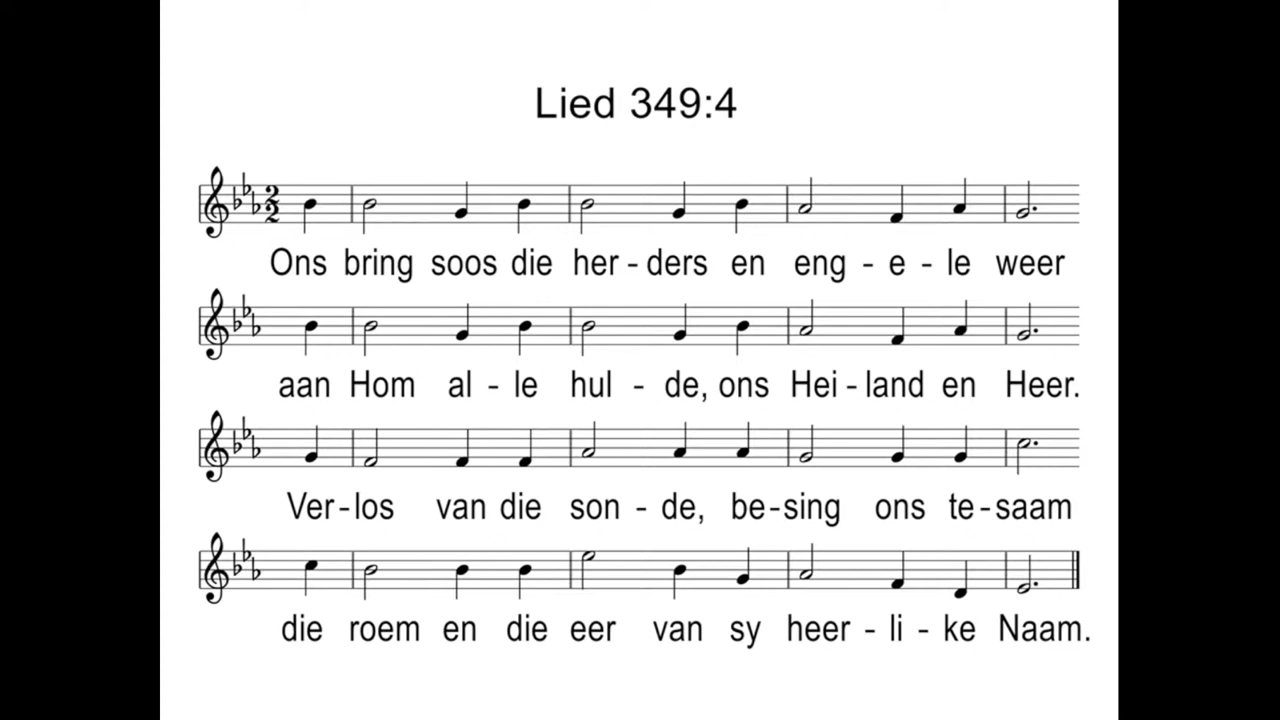 Lied 349:4
2
2
Ons bring soos die her - ders en eng - e - le weer
aan Hom al - le hul - de, ons Hei - land en Heer.
Ver - los van die son - de, be - sing ons te - saam
die roem en die eer van sy heer - li - ke Naam.